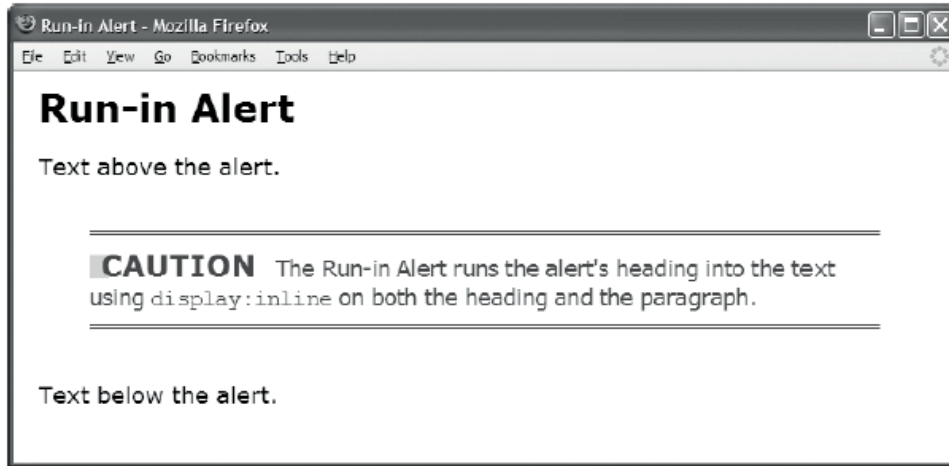 Run-in Alert - Mozilla Firefox
File Edit View Go Bookmarks Tools Help
Run-in Alert
Text above the alert.
CAUTION The Run-in Alert runs the alert's heading into the text
using display:inline on both the heading and the paragraph.
Text below the alert.